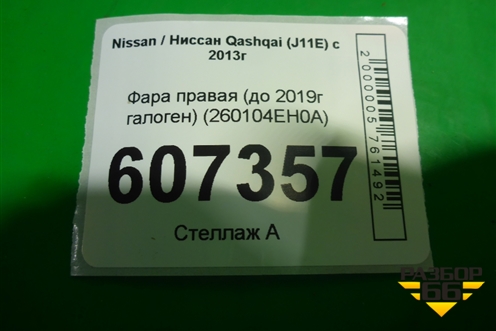 Nissan / Ниссан Qashqai (J11E) с
2013г
Фара правая (до 2019г
галоген) (260104EH0A)
607357
Стеллаж А
2000005761492
РАЗБОР
66